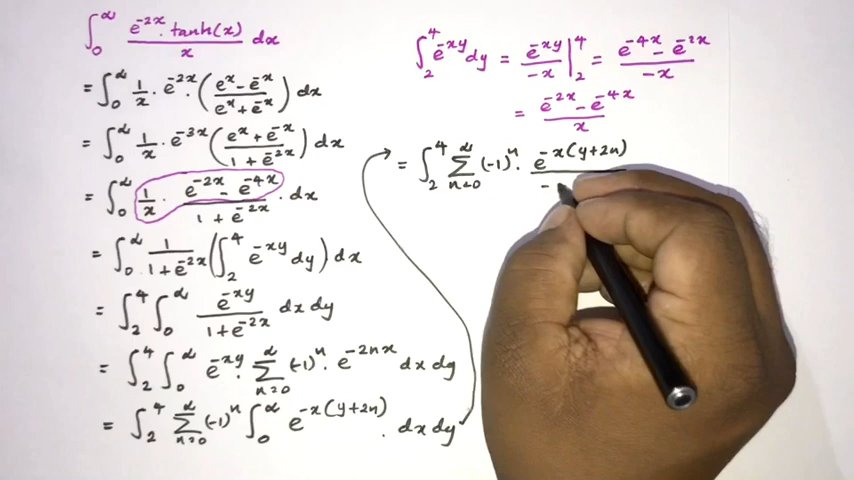 ∫₀^∞ e^{-2x}·tanh(x)/x dx
= ∫₀^∞ 1/x · e^{-2x} · ((e^x - e^{-x})/(e^x + e^{-x})) dx
= ∫₀^∞ 1/x · e^{-3x} ((e^x + e^{-x})/(1 + e^{-2x})) dx
= ∫₀^∞ 1/x · (e^{-2x} - e^{-4x})/(1 + e^{-2x}) · dx
= ∫₀^∞ 1/(1+e^{-2x}) (∫₂⁴ e^{-xy} dy) dx
= ∫₂⁴ ∫₀^∞ e^{-xy}/(1+e^{-2x}) dx dy
= ∫₂⁴ ∫₀^∞ e^{-xy} · ∑_{n=0}^∞ (-1)^n · e^{-2nx} dx dy
= ∫₂⁴ ∑_{n=0}^∞ (-1)^n ∫₀^∞ e^{-x(y+2n)} · dx dy
∫₂⁴ e^{-xy} dy = e^{-xy}/-x |₂⁴ = (e^{-4x} - e^{-2x})/-x
= (e^{-2x} - e^{-4x})/x
= ∫₂⁴ ∑_{n=0}^∞ (-1)^n · e^{-x(y+2n)}/-